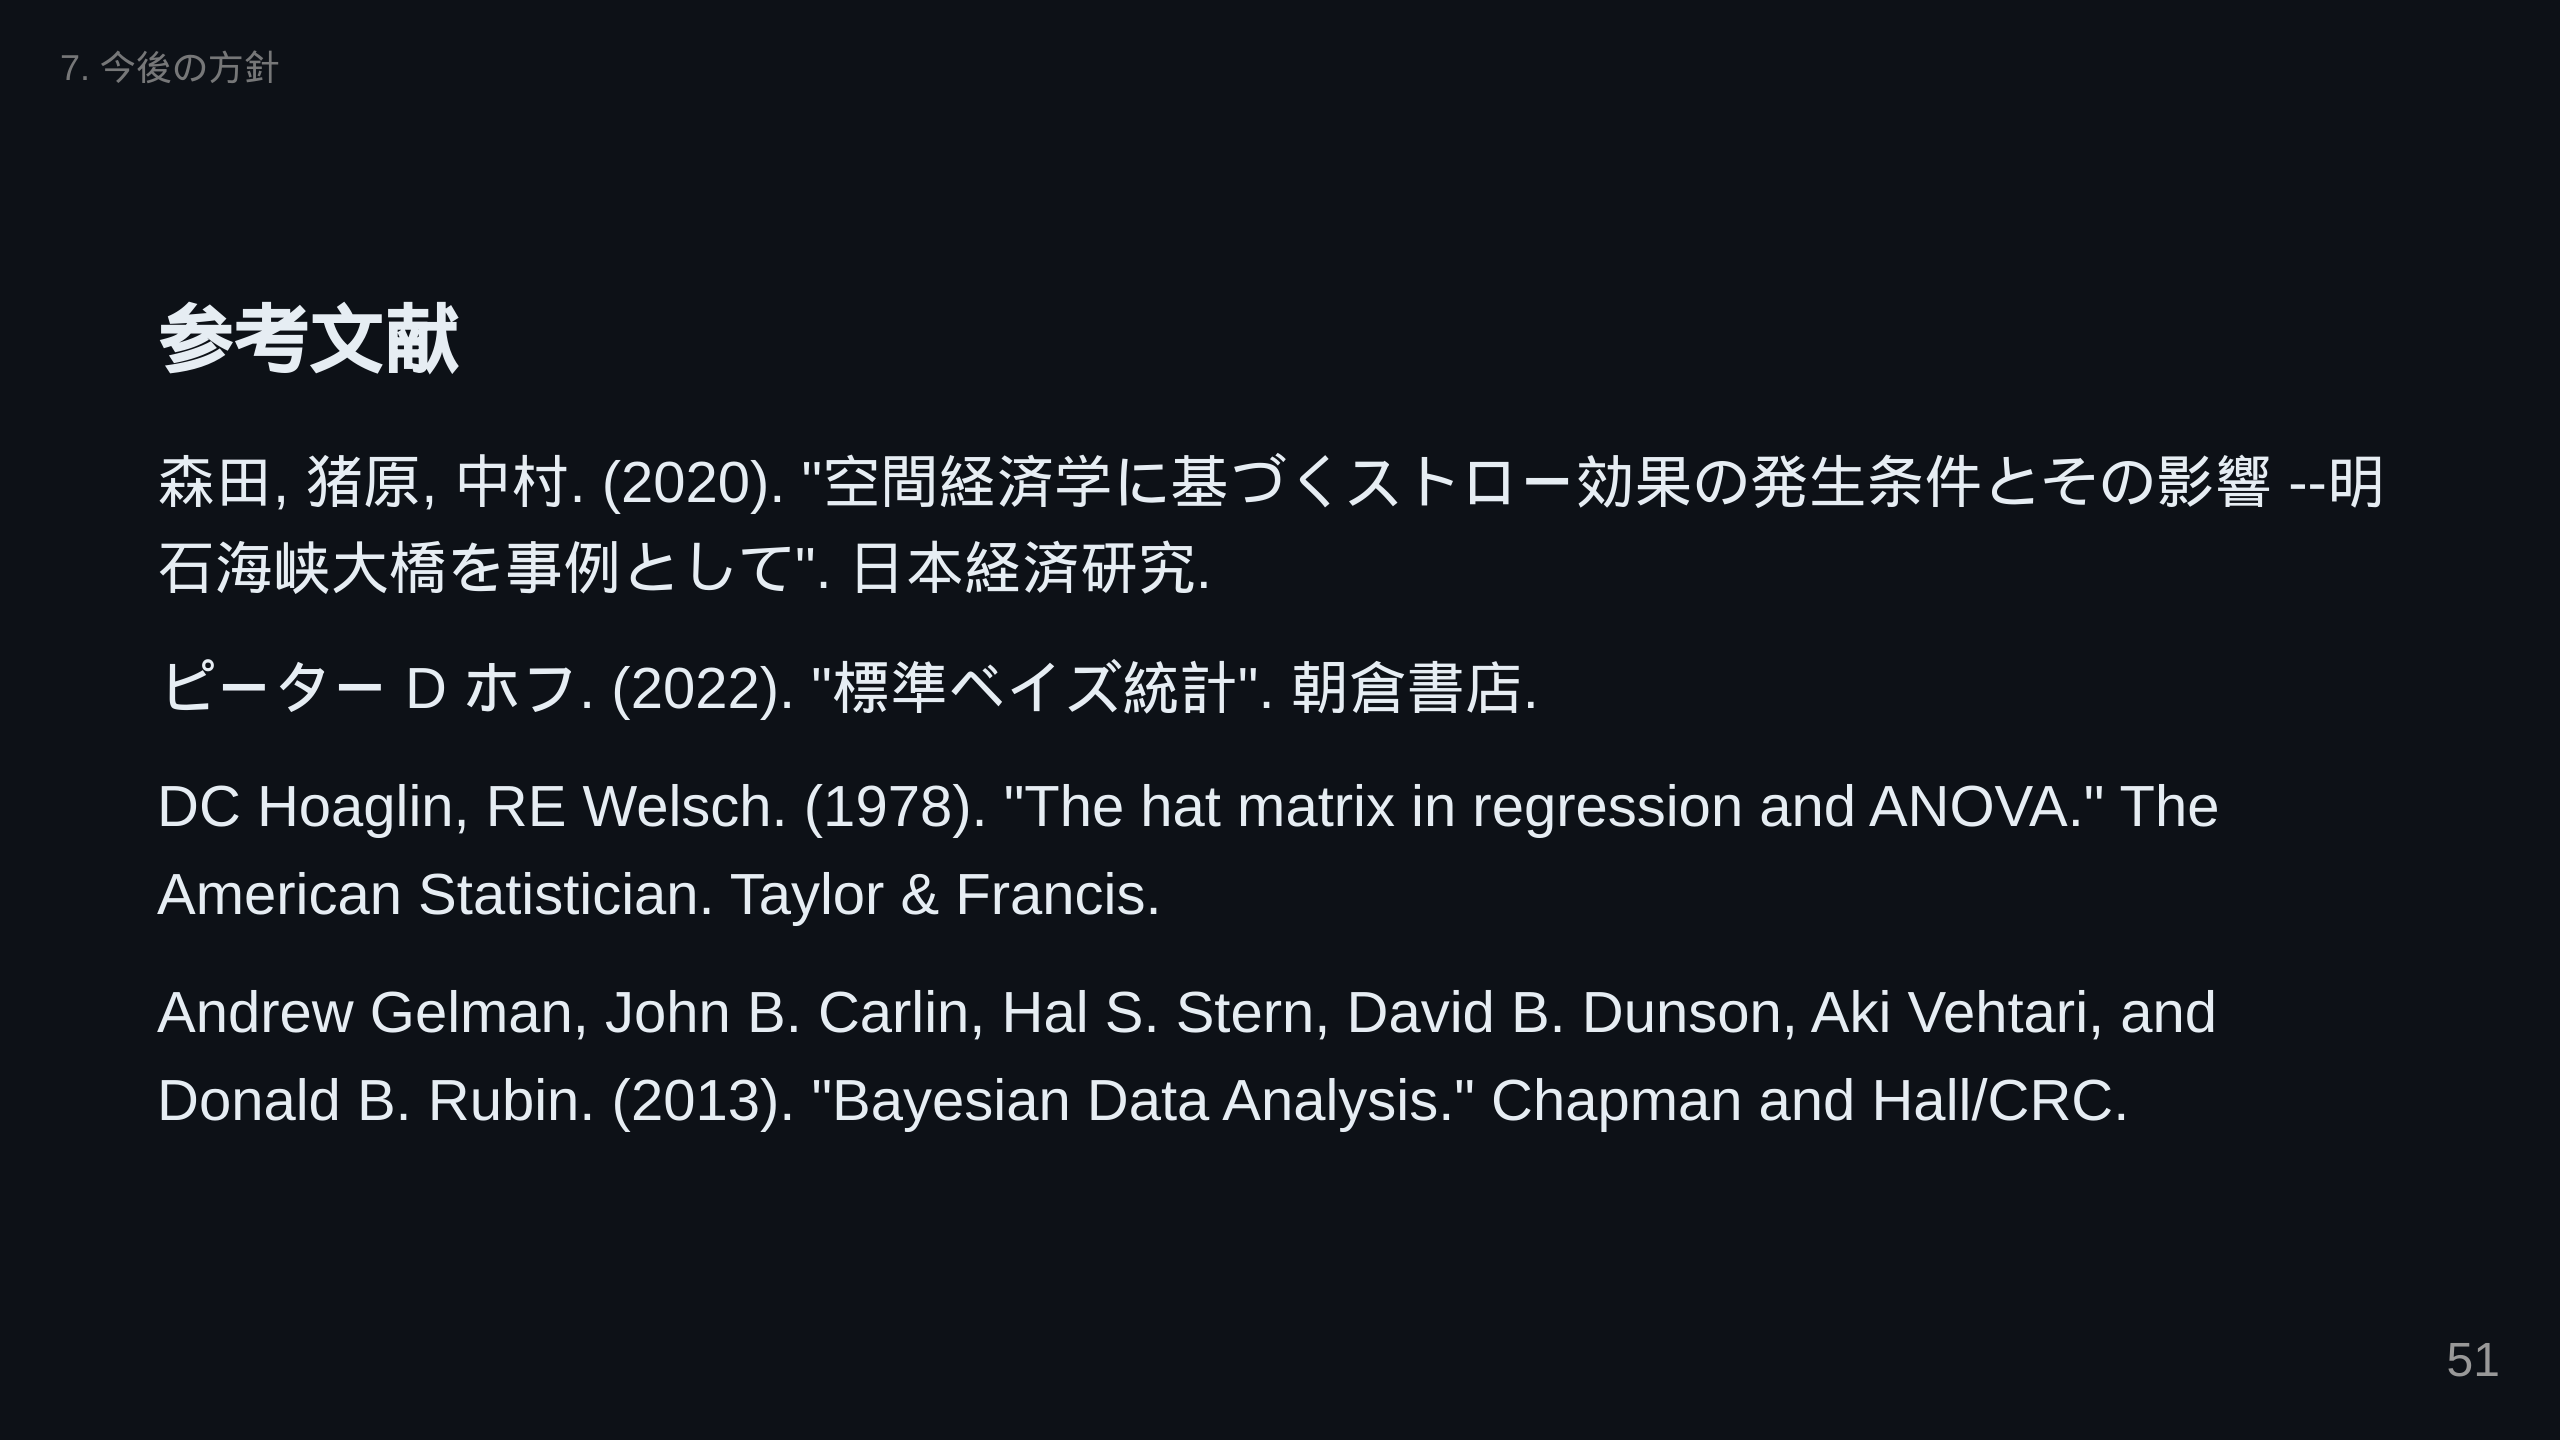 7. 今後の方針
参考文献
森田, 猪原, 中村. (2020). "空間経済学に基づくストロー効果の発生条件とその影響 --明
石海峡大橋を事例として". 日本経済研究.
ピーター D ホフ. (2022). "標準ベイズ統計". 朝倉書店.
DC Hoaglin, RE Welsch. (1978). "The hat matrix in regression and ANOVA." The
American Statistician. Taylor & Francis.
Andrew Gelman, John B. Carlin, Hal S. Stern, David B. Dunson, Aki Vehtari, and
Donald B. Rubin. (2013). "Bayesian Data Analysis." Chapman and Hall/CRC.
51